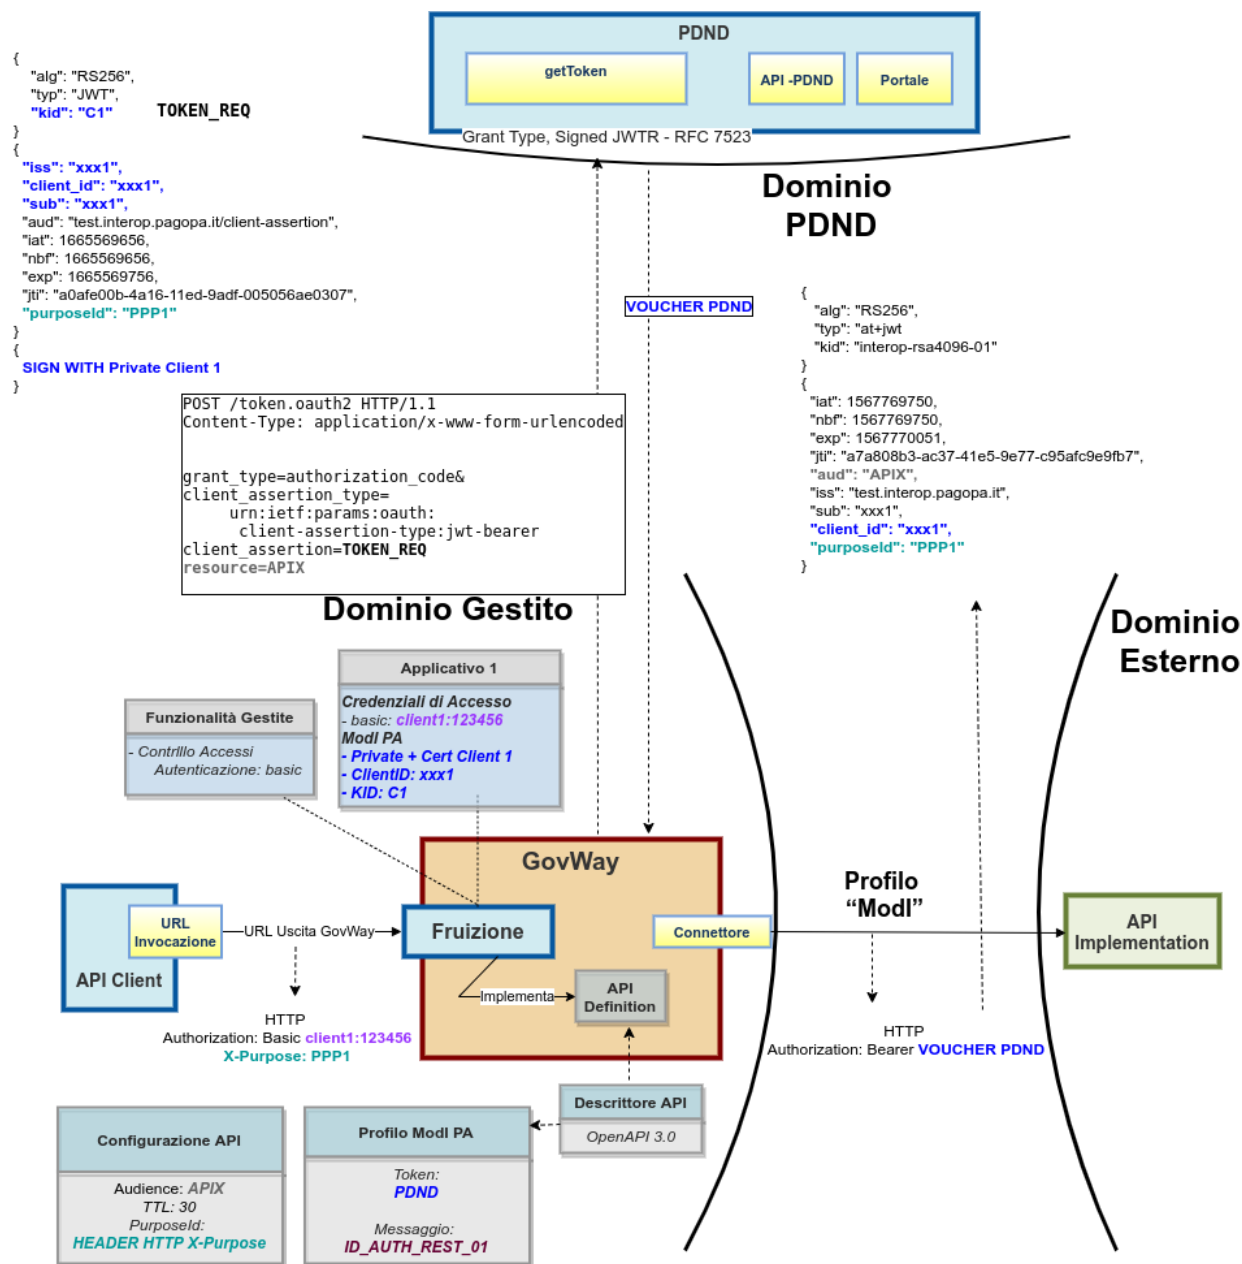 PDND
getToken
API -PDND
Portale
Grant Type, Signed JWTR - RFC 7523
{
"alg": "RS256",
"typ": "JWT",
"kid": "C1"
TOKEN_REQ
}
{
"iss": "xxx1",
"client_id": "xxx1",
"sub": "xxx1",
"aud": "test.interop.pagopa.it/client-assertion",
"iat": 1665569656,
"nbf": 1665569656,
"exp": 1665569756,
"jti": "a0afe00b-4a16-11ed-9adf-005056ae0307",
"purposeId": "PPP1"
}
{
SIGN WITH Private Client 1
}
Dominio
PDND
VOUCHER PDND
{
"alg": "RS256",
"typ": "at+jwt
"kid": "interop-rsa4096-01"
}
{
"iat": 1567769750,
"nbf": 1567769750,
"exp": 1567770051,
"jti": "a7a808b3-ac37-41e5-9e77-c95afc9e9fb7",
"aud": "APIX",
"iss": "test.interop.pagopa.it",
"sub": "xxx1",
"client_id": "xxx1",
"purposeId": "PPP1"
}
POST /token.oauth2 HTTP/1.1
Content-Type: application/x-www-form-urlencoded
grant_type=authorization_code&
client_assertion_type=
urn:ietf:params:oauth:
client-assertion-type:jwt-bearer
client_assertion=TOKEN_REQ
resource=APIX
Dominio Gestito
Dominio
Esterno
Applicativo 1
Credenziali di Accesso
- basic: client1:123456
ModI PA
- Private + Cert Client 1
- ClientID: xxx1
- KID: C1
Funzionalità Gestite
- Contrllo Accessi
Autenticazione: basic
GovWay
Fruizione
Connettore
Implementa
API
Definition
URL
Invocazione
API Client
URL Uscita GovWay
HTTP
Authorization: Basic client1:123456
X-Purpose: PPP1
Profilo
“ModI”
API
Implementation
HTTP
Authorization: Bearer VOUCHER PDND
Descrittore API
OpenAPI 3.0
Configurazione API
Audience: APIX
TTL: 30
PurposeId:
HEADER HTTP X-Purpose
Profilo ModI PA
Token:
PDND
Messaggio:
ID_AUTH_REST_01